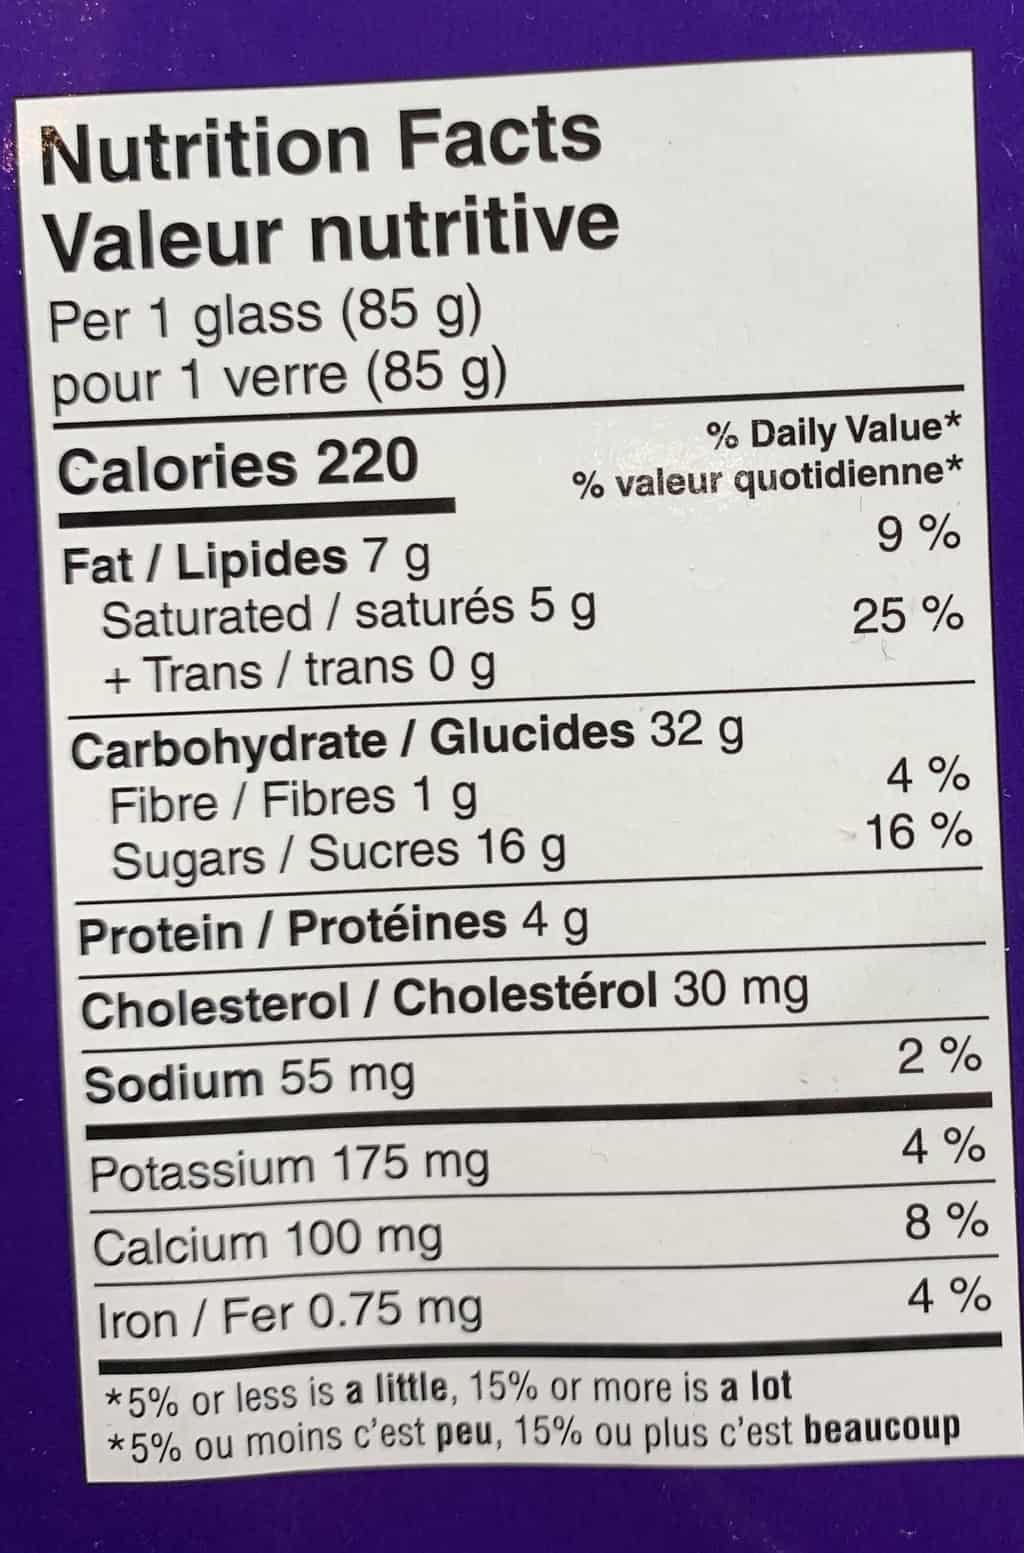 Nutrition Facts
Valeur nutritive
Per 1 glass (85 g)
pour 1 verre (85 g)
Calories 220
% Daily Value*
% valeur quotidienne*
Fat / Lipides 7 g 9 %
Saturated / saturés 5 g 25 %
+ Trans / trans 0 g
Carbohydrate / Glucides 32 g
Fibre / Fibres 1 g 4 %
Sugars / Sucres 16 g 16 %
Protein / Protéines 4 g
Cholesterol / Cholestérol 30 mg
Sodium 55 mg 2 %
Potassium 175 mg 4 %
Calcium 100 mg 8 %
Iron / Fer 0.75 mg 4 %
*5% or less is a little, 15% or more is a lot
*5% ou moins c'est peu, 15% ou plus c'est beaucoup